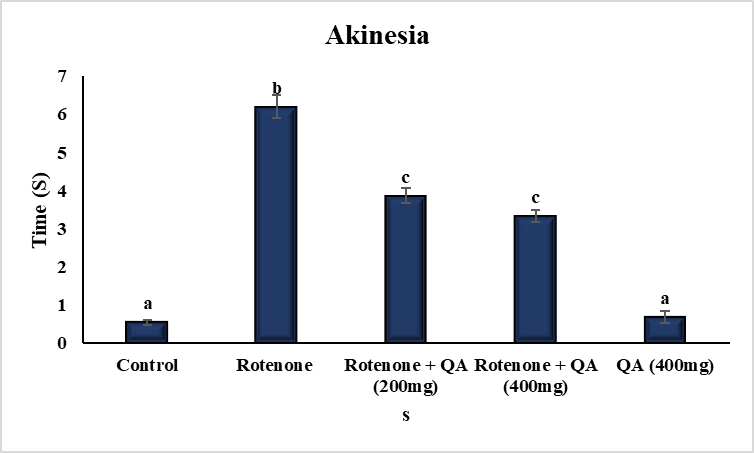 Akinesia
Time (S)
7
6
5
4
3
2
1
0
a
b
c
c
a
Control
Rotenone
Rotenone + QA
(200mg)
Rotenone + QA
(400mg)
QA (400mg)
s